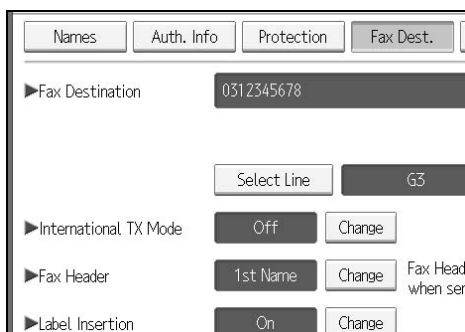 Names Auth. Info Protection Fax Dest.
▶Fax Destination 0312345678
Select Line G3
▶International TX Mode Off Change
▶Fax Header 1st Name Change Fax Head
when ser
▶Label Insertion On Change